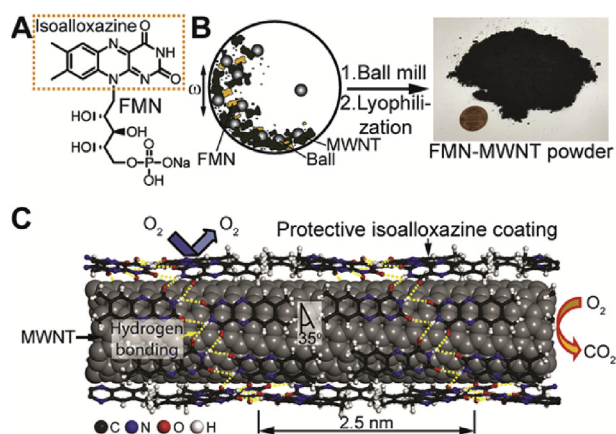 A
Isoalloxazine
O
N
NH
N
N
O
FMN
HO
OH
HO
O
O-P-ONa
OH
B
ω
FMN
Ball
MWNT
1.Ball mill
2.Lyophili-
zation
FMN-MWNT powder
C
O₂
O₂
Protective isoalloxazine coating
MWNT
Hydrogen
bonding
35°
O₂
CO₂
C N O H
2.5 nm